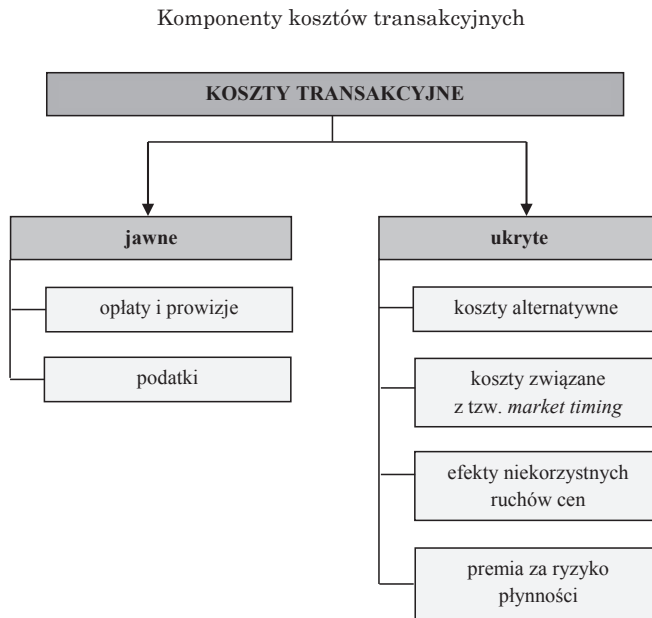 Komponenty kosztów transakcyjnych
KOSZTY TRANSAKCYJNE
jawne
opłaty i prowizje
podatki
ukryte
koszty alternatywne
koszty związane
z tzw. market timing
efekty niekorzystnych
ruchów cen
premia za ryzyko
płynności